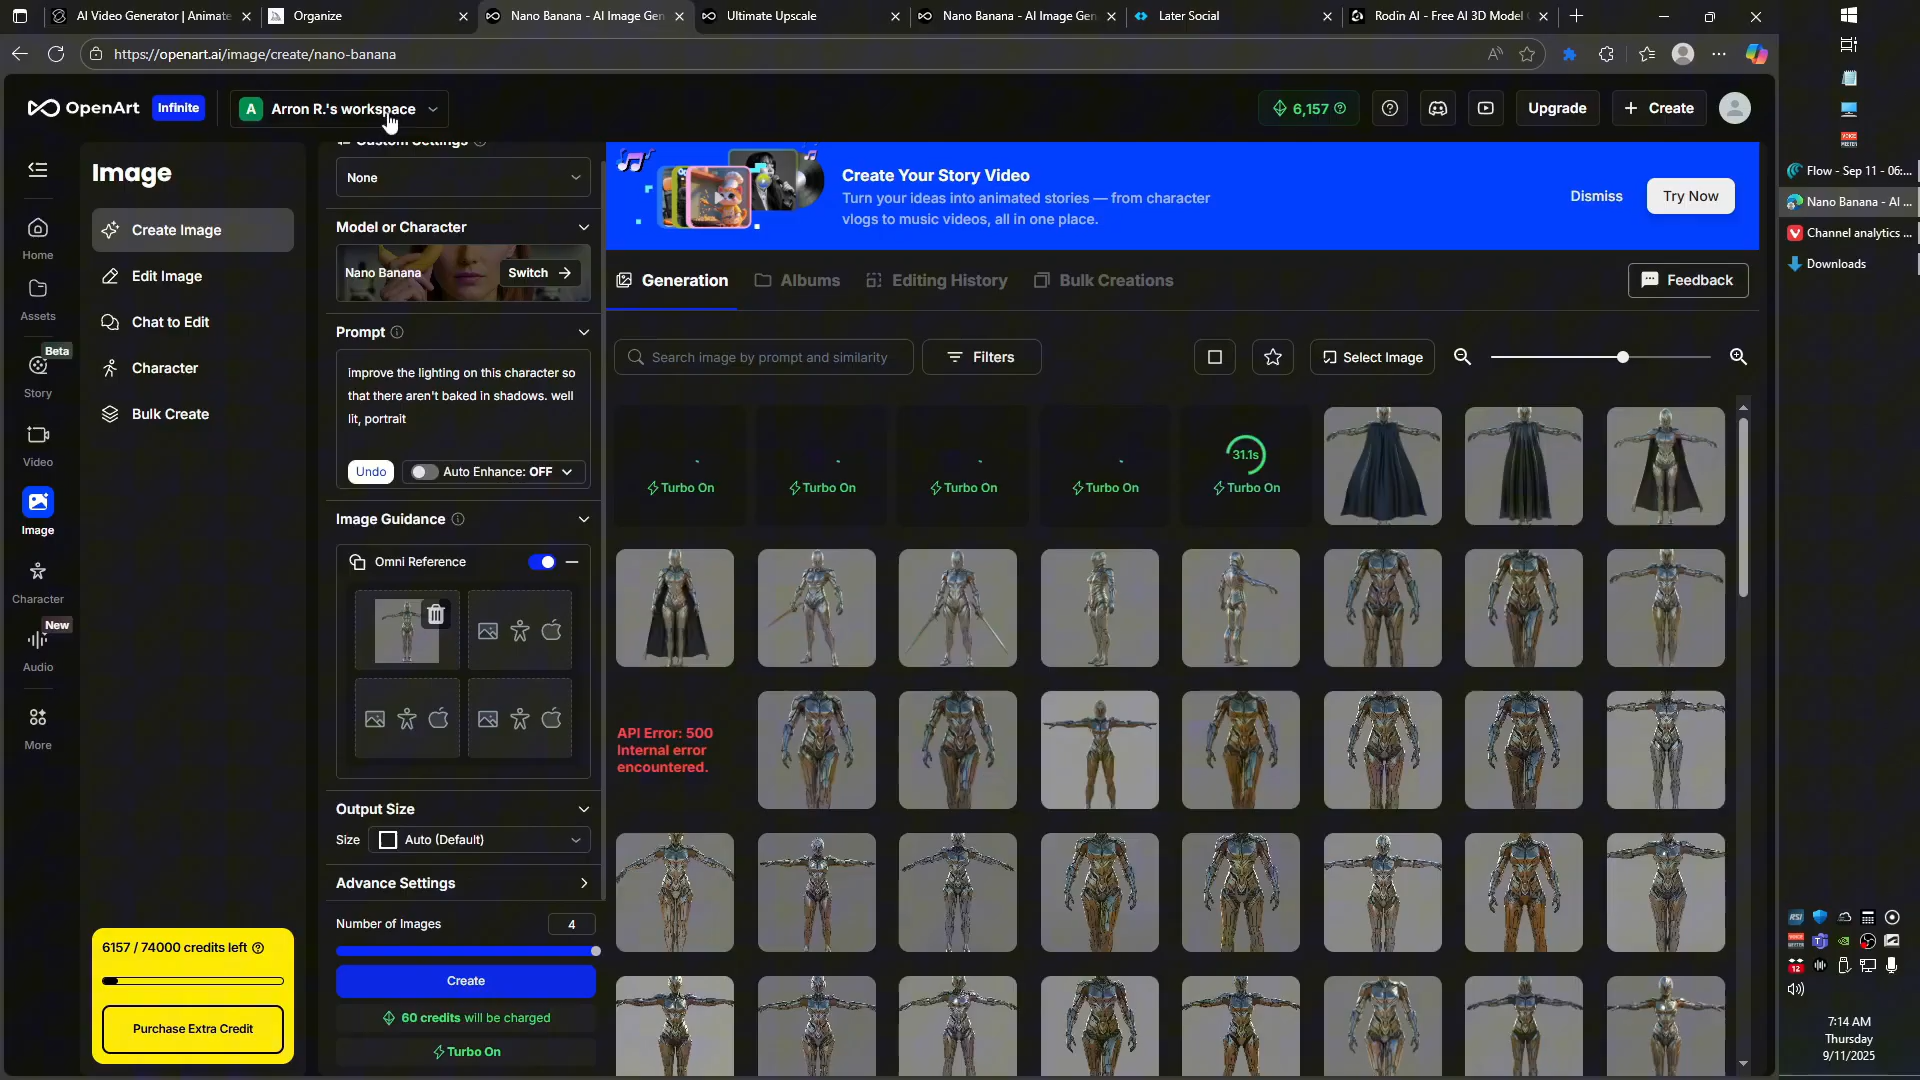 AI Video Generator | Animate
Organize
Nano Banana - AI Image Gen
Ultimate Upscale
Nano Banana - AI Image Gen
Later Social
Rodin AI - Free AI 3D Model
https://openart.ai/image/create/nano-banana
OpenArt
Infinite
A
Arron R.'s workspace
6,157
Upgrade
+ Create
Home
Assets
Beta
Story
Video
Image
Character
New
Audio
More
Image
Create Image
Edit Image
Chat to Edit
Character
Bulk Create
6157 / 74000 credits left
Purchase Extra Credit
Custom Settings
None
Model or Character
Nano Banana
Switch
Prompt
improve the lighting on this character so
that there aren't baked in shadows. well
lit, portrait
Undo
Auto Enhance: OFF
Image Guidance
Omni Reference
Output Size
Size
Auto (Default)
Advance Settings
Number of Images
4
Create
60 credits will be charged
Turbo On
Create Your Story Video
Turn your ideas into animated stories — from character
vlogs to music videos, all in one place.
Dismiss
Try Now
Generation
Albums
Editing History
Bulk Creations
Feedback
Search image by prompt and similarity
Filters
Select Image
31.1s
Turbo On
Turbo On
Turbo On
Turbo On
Turbo On
API Error: 500
Internal error
encountered.
Flow - Sep 11 - 06:...
Nano Banana - AI ...
Channel analytics ...
Downloads
RSI
12
7:14 AM
Thursday
9/11/2025